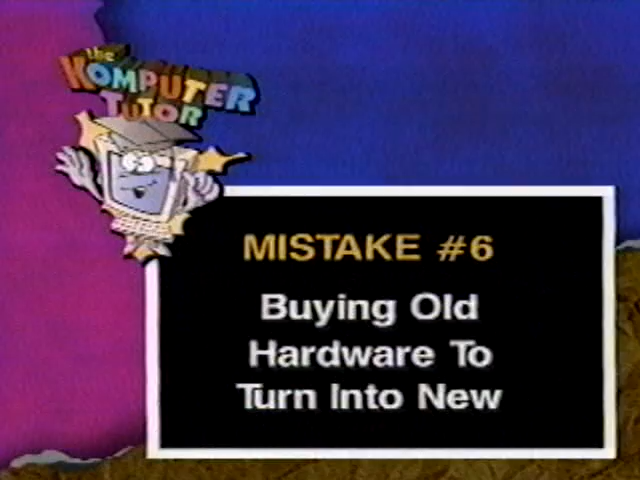 the
KOMPUTER
TUTOR
MISTAKE #6
Buying Old
Hardware To
Turn Into New